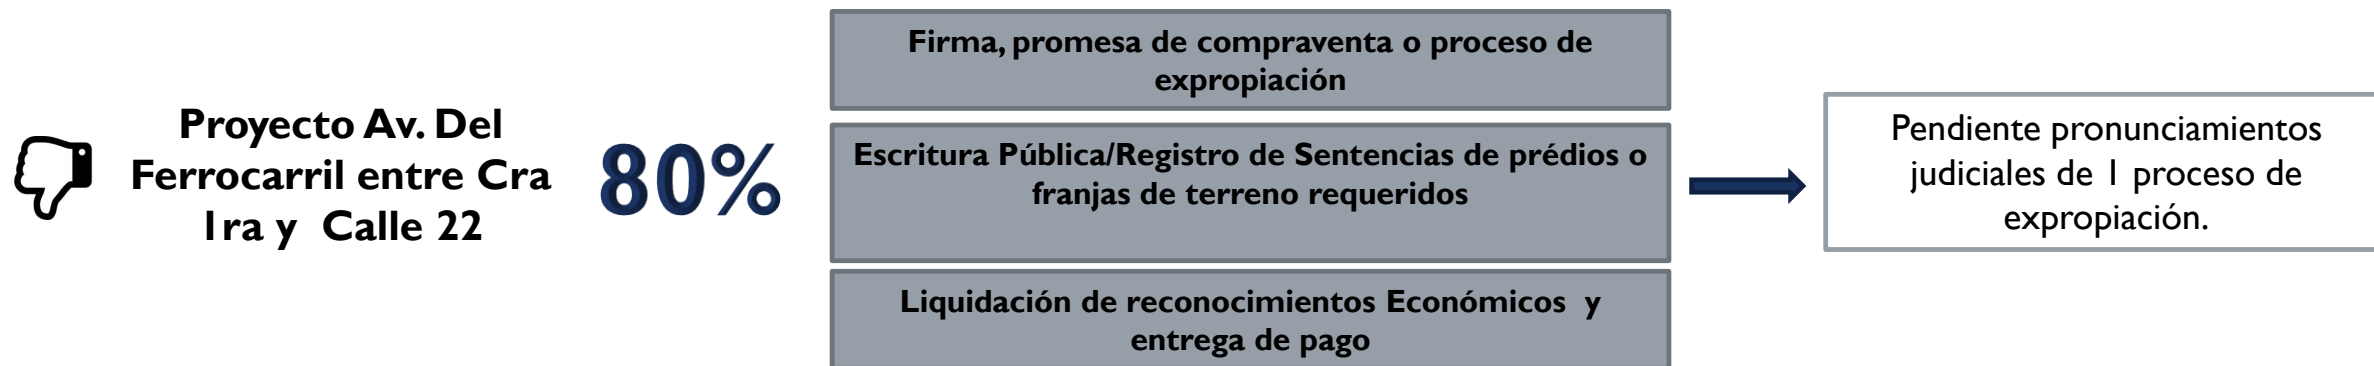 Proyecto Av. Del
Ferrocarril entre Cra
1ra y Calle 22
80%
Firma, promesa de compraventa o proceso de
expropiación
Escritura Pública/Registro de Sentencias de prédios o
franjas de terreno requeridos
Liquidación de reconocimientos Económicos y
entrega de pago
Pendiente pronunciamientos
judiciales de 1 proceso de
expropiación.